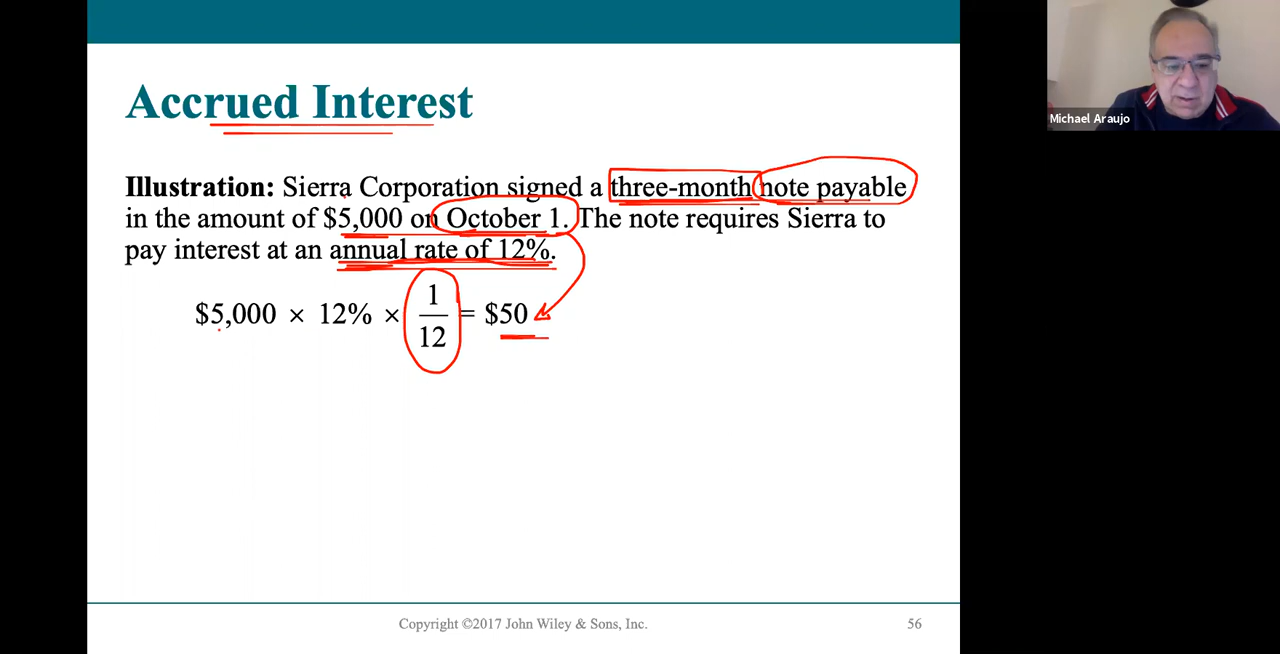 Accrued Interest
Michael Araujo
Illustration: Sierra Corporation signed a three-month note payable
in the amount of $5,000 on October 1. The note requires Sierra to
pay interest at an annual rate of 12%.
$5,000 × 12% × 1/12 = $50
Copyright ©2017 John Wiley & Sons, Inc.
56